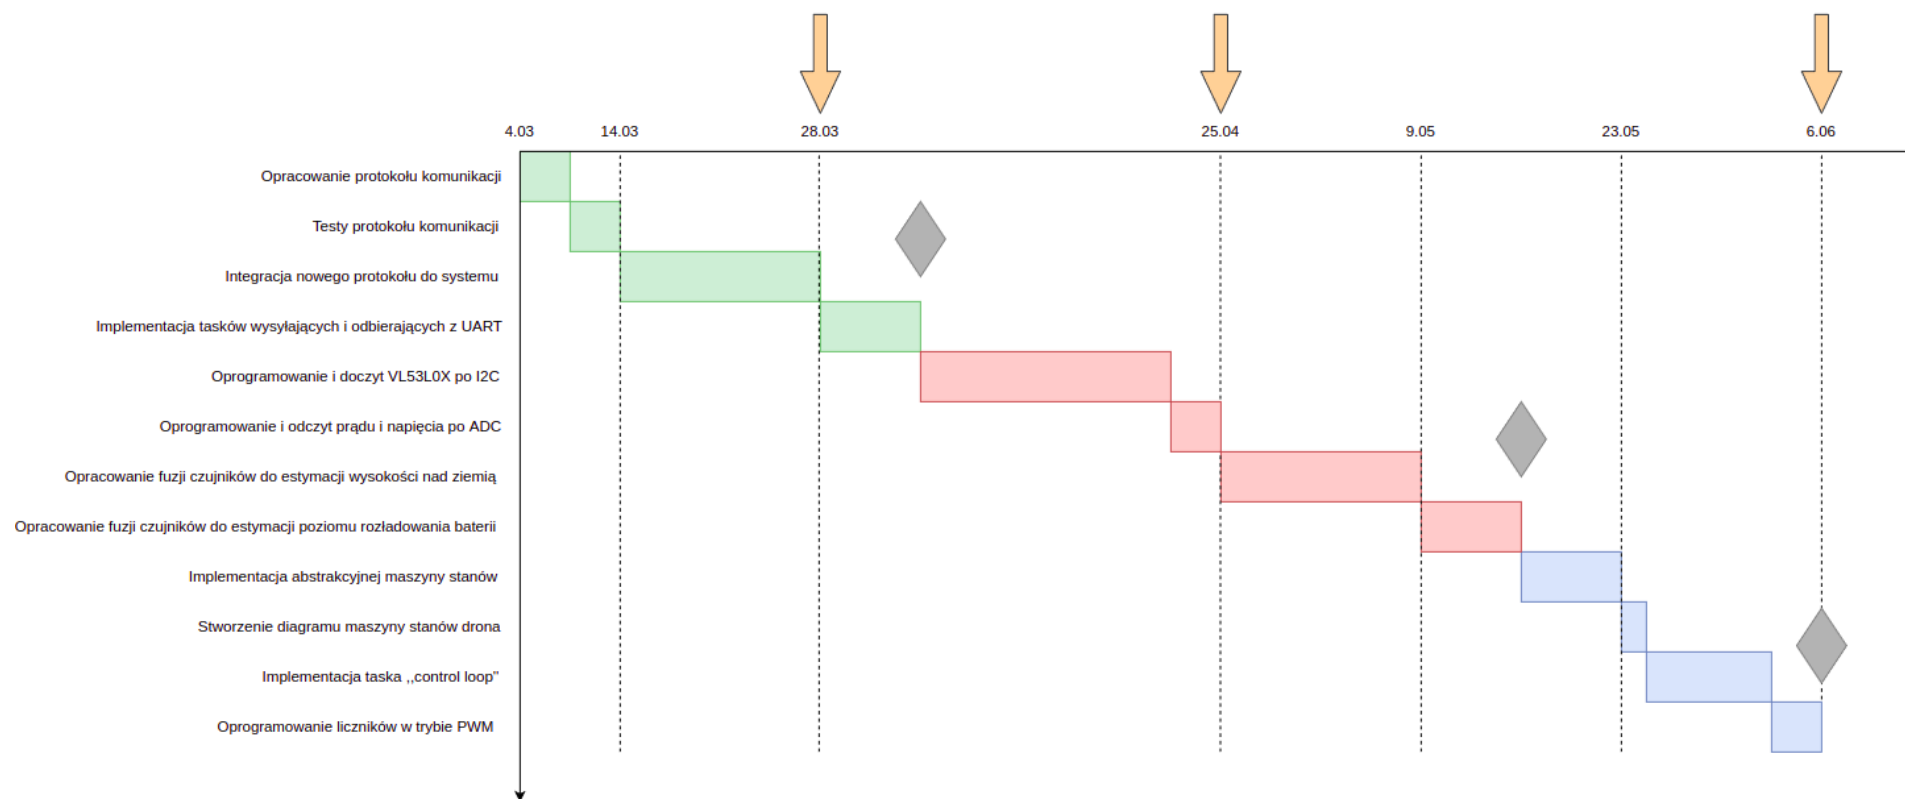 4.03
14.03
28.03
25.04
9.05
23.05
6.06
Opracowanie protokołu komunikacji
Testy protokołu komunikacji
Integracja nowego protokołu do systemu
Implementacja tasków wysyłających i odbierających z UART
Oprogramowanie i doczyt VL53L0X po I2C
Oprogramowanie i odczyt prądu i napięcia po ADC
Opracowanie fuzji czujników do estymacji wysokości nad ziemią
Opracowanie fuzji czujników do estymacji poziomu rozładowania baterii
Implementacja abstrakcyjnej maszyny stanów
Stworzenie diagramu maszyny stanów drona
Implementacja taska ,,control loop"
Oprogramowanie liczników w trybie PWM